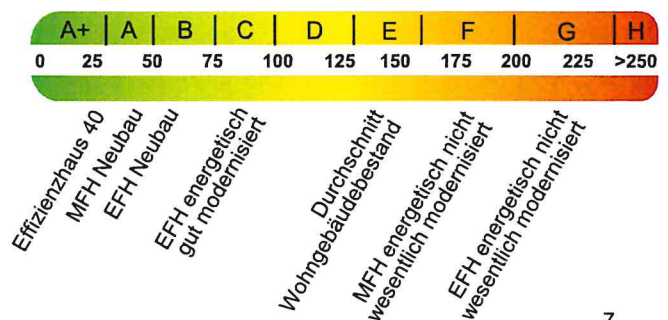 A+ A B C D E F G H
0 25 50 75 100 125 150 175 200 225 >250
Effizienzhaus 40
MFH Neubau
EFH Neubau
EFH energetisch
gut modernisiert
Durchschnitt
Wohngebäudebestand
MFH energetisch nicht
wesentlich modernisiert
EFH energetisch nicht
wesentlich modernisiert
7